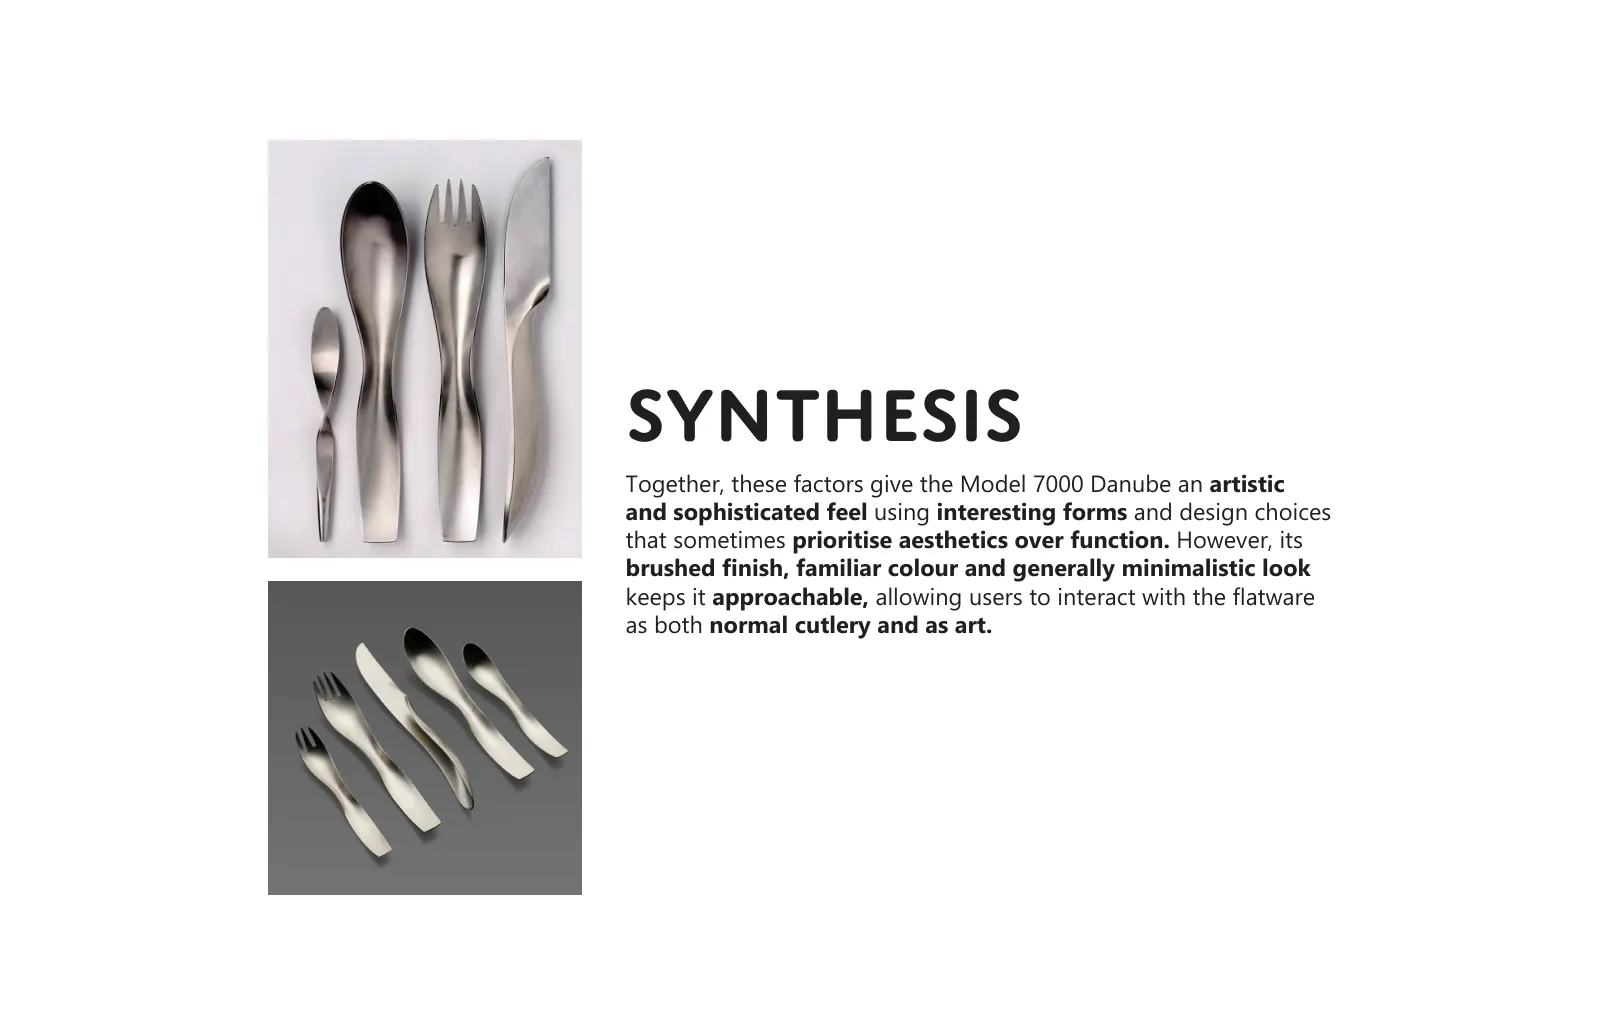 SYNTHESIS
Together, these factors give the Model 7000 Danube an artistic
and sophisticated feel using interesting forms and design choices
that sometimes prioritise aesthetics over function. However, its
brushed finish, familiar colour and generally minimalistic look
keeps it approachable, allowing users to interact with the flatware
as both normal cutlery and as art.